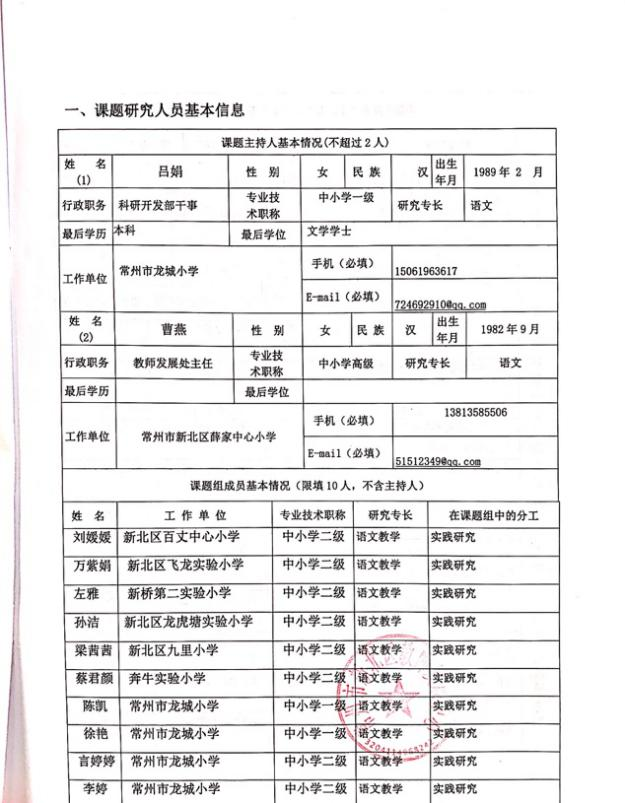 一、课题研究人员基本信息
课题主持人基本情况(不超过2人)
姓 名 (1) 吕娟 性 别 女 民 族 汉 出生年月 1989年 2 月
行政职务 科研开发部干事 专业技术职称 中小学一级 研究专长 语文
最后学历 本科 最后学位 文学学士
工作单位 常州市龙城小学 手机（必填） 15061963617
E-mail（必填） 724692910@qq.com
姓 名 (2) 曹燕 性 别 女 民 族 汉 出生年月 1982年9月
行政职务 教师发展处主任 专业技术职称 中小学高级 研究专长 语文
最后学历 最后学位
工作单位 常州市新北区薛家中心小学 手机（必填） 13813585506
E-mail（必填） 51512349@qq.com
课题组成员基本情况（限填10人，不含主持人）
姓 名 工 作 单 位 专业技术职称 研究专长 在课题组中的分工
刘媛媛 新北区百丈中心小学 中小学二级 语文教学 实践研究
万紫娟 新北区飞龙实验小学 中小学二级 语文教学 实践研究
左雅 新桥第二实验小学 中小学二级 语文教学 实践研究
孙洁 新北区龙虎塘实验小学 中小学二级 语文教学 实践研究
梁茜茜 新北区九里小学 中小学二级 语文教学 实践研究
蔡君颜 奔牛实验小学 中小学二级 语文教学 实践研究
陈凯 常州市龙城小学 中小学一级 语文教学 实践研究
徐艳 常州市龙城小学 中小学一级 语文教学 实践研究
言婷婷 常州市龙城小学 中小学二级 语文教学 实践研究
李婷 常州市龙城小学 中小学二级 语文教学 实践研究